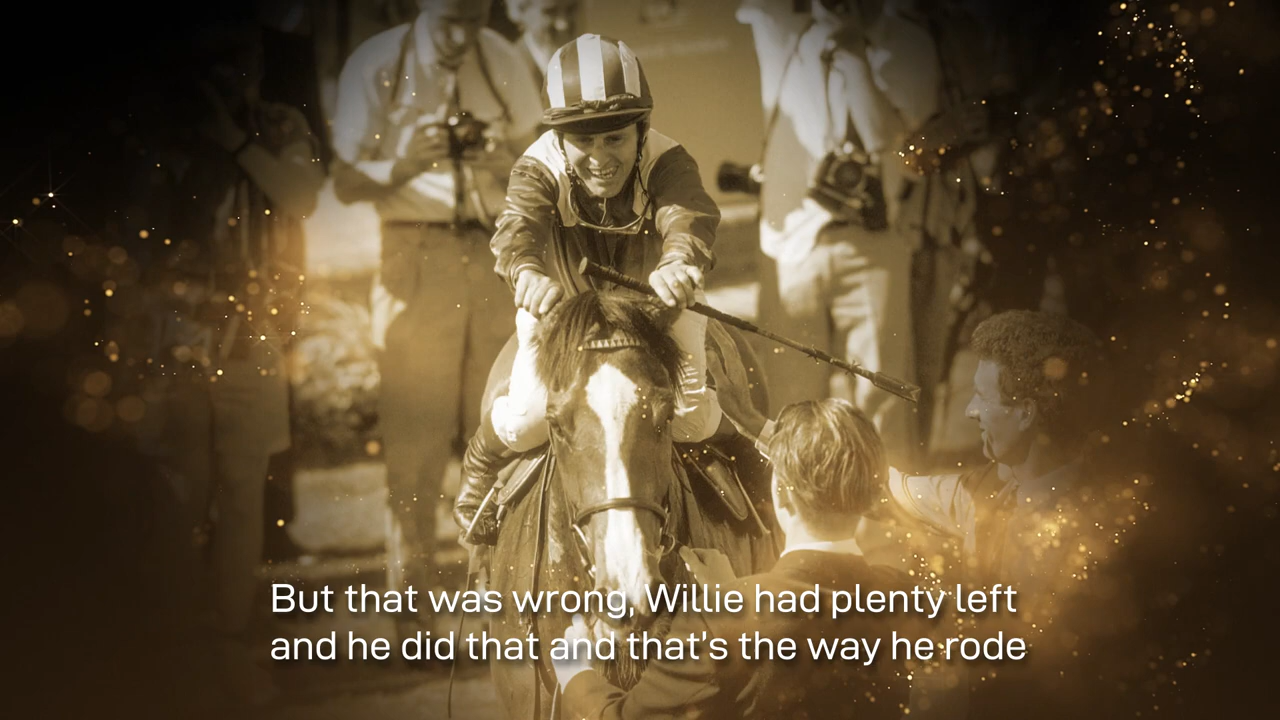 But that was wrong, Willie had plenty left
and he did that and that's the way he rode